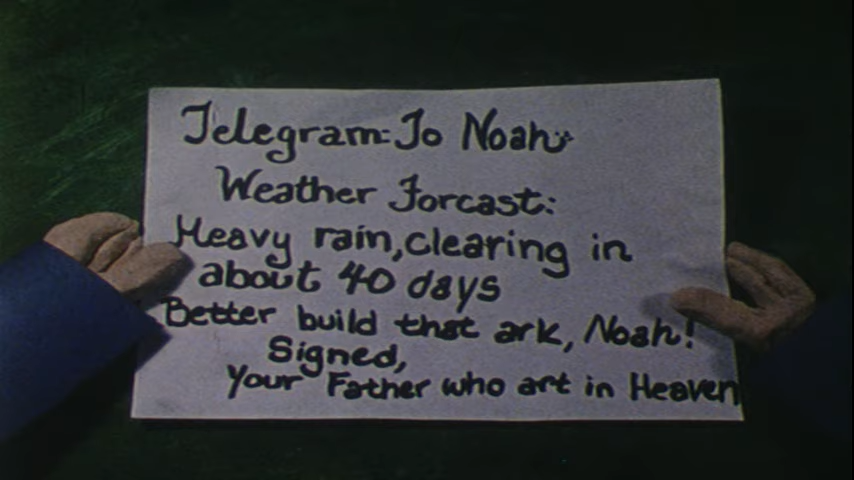 Telegram: To Noah
Weather Forcast:
Heavy rain, clearing in
about 40 days
Better build that ark, Noah!
Signed,
Your Father who art in Heaven